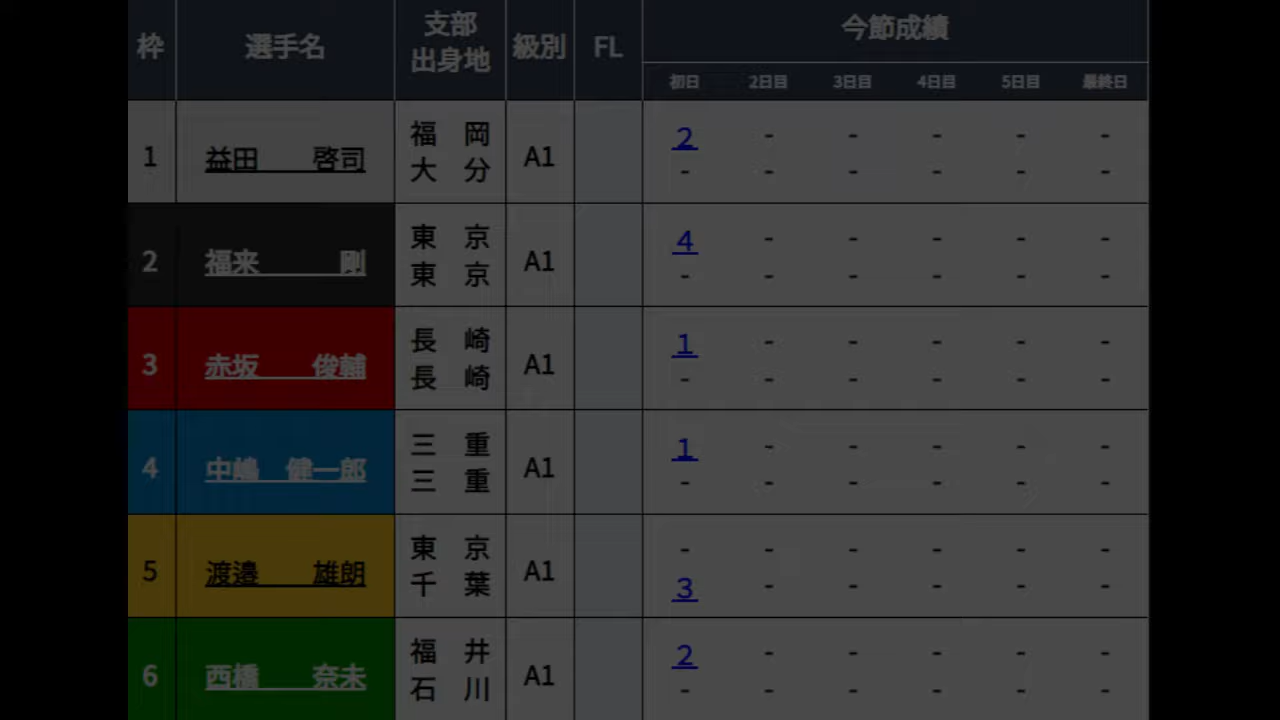 枠 選手名 支部 出身地 級別 FL 今節成績
初日 2日目 3日目 4日目 5日目 最終日
1 益田 啓司 福岡 大分 A1 2 - - - - -
- - - - - -
2 福来 剛 東京 東京 A1 4 - - - - -
- - - - - -
3 赤坂 俊輔 長崎 長崎 A1 1 - - - - -
- - - - - -
4 中嶋 健一郎 三重 三重 A1 1 - - - - -
- - - - - -
5 渡邉 雄朗 東京 千葉 A1 - - - - - -
3 - - - - -
6 西橋 奈未 福井 石川 A1 2 - - - - -
- - - - - -